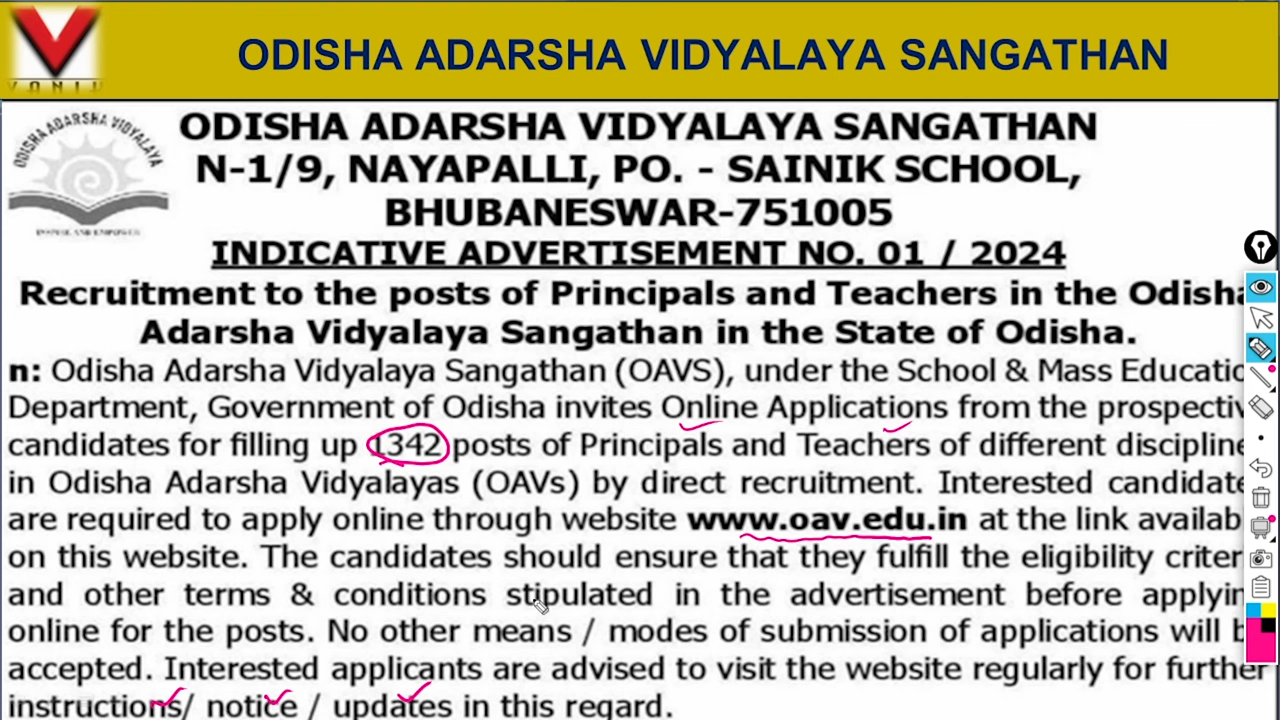 VANIK
ODISHA ADARSHA VIDYALAYA SANGATHAN
ODISHA ADARSHA VIDYALAYA
ODISHA ADARSHA VIDYALAYA SANGATHAN
N-1/9, NAYAPALLI, PO. - SAINIK SCHOOL,
BHUBANESWAR-751005
INDICATIVE ADVERTISEMENT NO. 01 / 2024
Recruitment to the posts of Principals and Teachers in the Odisha
Adarsha Vidyalaya Sangathan in the State of Odisha.
n: Odisha Adarsha Vidyalaya Sangathan (OAVS), under the School & Mass Educatio
Department, Government of Odisha invites Online Applications from the prospectiv
candidates for filling up 1342 posts of Principals and Teachers of different discipline
in Odisha Adarsha Vidyalayas (OAVs) by direct recruitment. Interested candidate
are required to apply online through website www.oav.edu.in at the link availab
on this website. The candidates should ensure that they fulfill the eligibility criter
and other terms & conditions stipulated in the advertisement before applyin
online for the posts. No other means / modes of submission of applications will b
accepted. Interested applicants are advised to visit the website regularly for further
instructions/ notice / updates in this regard.